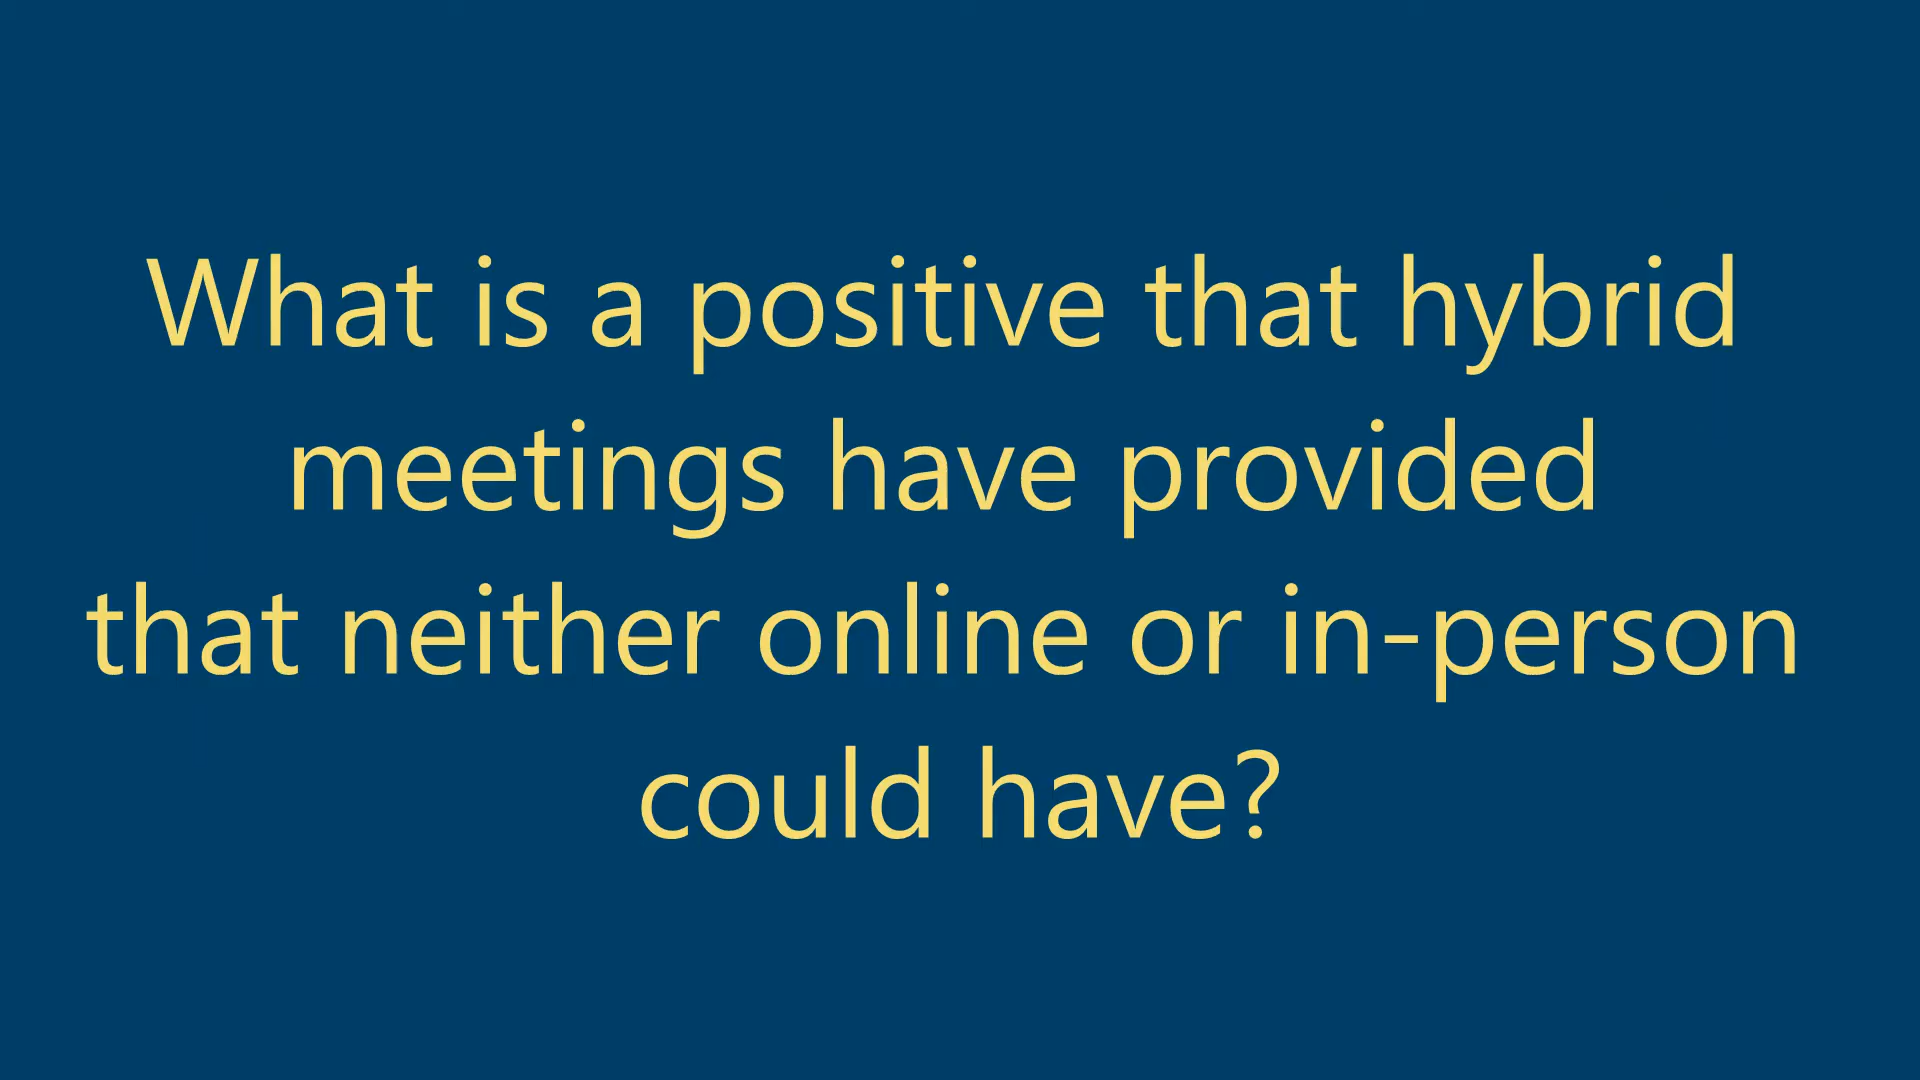 What is a positive that hybrid
meetings have provided
that neither online or in-person
could have?